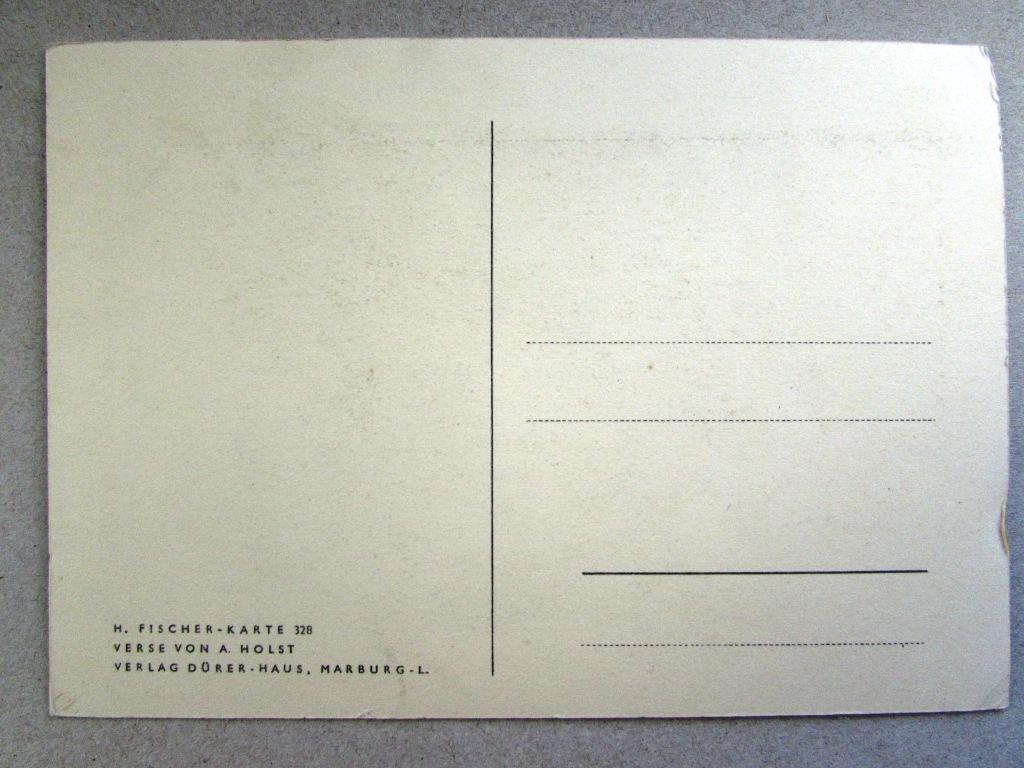 H. FISCHER-KARTE 328
VERSE VON A. HOLST
VERLAG DÜRER-HAUS, MARBURG-L.